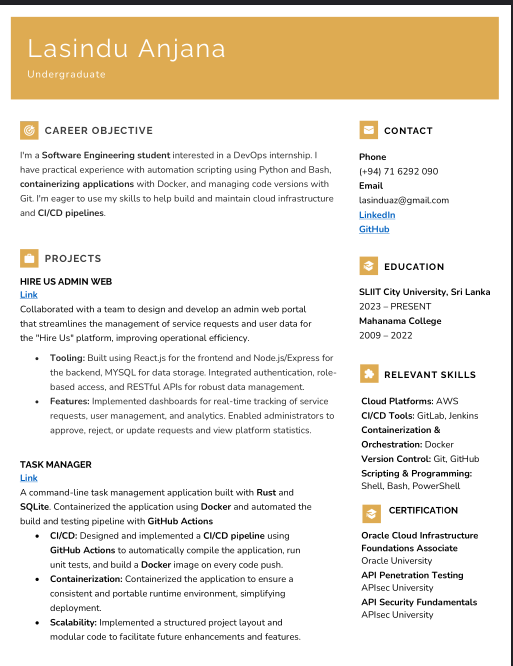 Lasindu Anjana
Undergraduate
CAREER OBJECTIVE
I'm a Software Engineering student interested in a DevOps internship. I
have practical experience with automation scripting using Python and Bash,
containerizing applications with Docker, and managing code versions with
Git. I'm eager to use my skills to help build and maintain cloud infrastructure
and CI/CD pipelines.
PROJECTS
HIRE US ADMIN WEB
Link
Collaborated with a team to design and develop an admin web portal
that streamlines the management of service requests and user data for
the "Hire Us" platform, improving operational efficiency.
• Tooling: Built using React.js for the frontend and Node.js/Express for
the backend, MYSQL for data storage. Integrated authentication, role-
based access, and RESTful APIs for robust data management.
• Features: Implemented dashboards for real-time tracking of service
requests, user management, and analytics. Enabled administrators to
approve, reject, or update requests and view platform statistics.
TASK MANAGER
Link
A command-line task management application built with Rust and
SQLite. Containerized the application using Docker and automated the
build and testing pipeline with GitHub Actions
• CI/CD: Designed and implemented a CI/CD pipeline using
GitHub Actions to automatically compile the application, run
unit tests, and build a Docker image on every code push.
• Containerization: Containerized the application to ensure a
consistent and portable runtime environment, simplifying
deployment.
• Scalability: Implemented a structured project layout and
modular code to facilitate future enhancements and features.
CONTACT
Phone
(+94) 71 6292 090
Email
lasinduaz@gmail.com
LinkedIn
GitHub
EDUCATION
SLIIT City University, Sri Lanka
2023 – PRESENT
Mahanama College
2009 – 2022
RELEVANT SKILLS
Cloud Platforms: AWS
CI/CD Tools: GitLab, Jenkins
Containerization &
Orchestration: Docker
Version Control: Git, GitHub
Scripting & Programming:
Shell, Bash, PowerShell
CERTIFICATION
Oracle Cloud Infrastructure
Foundations Associate
Oracle University
API Penetration Testing
APIsec University
API Security Fundamentals
APIsec University